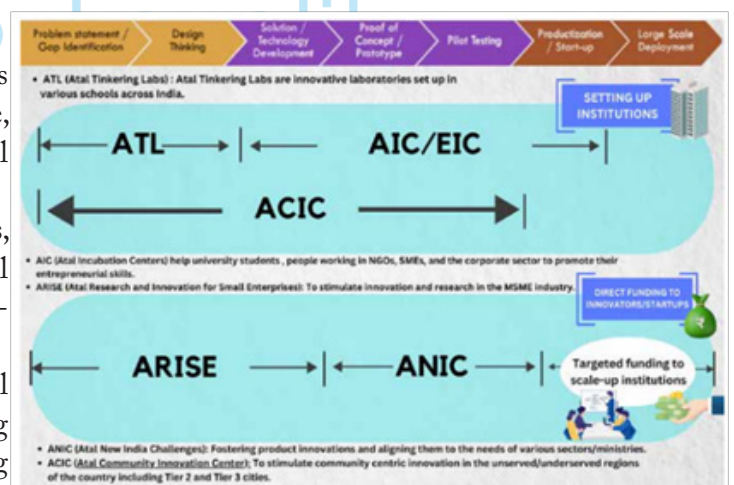 Problem statement / Gap Identification
Design Thinking
Solution / Technology Development
Proof of Concept / Prototype
Pilot Testing
Productization / Start-up
Large Scale Deployment
• ATL (Atal Tinkering Labs) : Atal Tinkering Labs are innovative laboratories set up in
various schools across India.
SETTING UP
INSTITUTIONS
ATL
AIC/EIC
ACIC
• AIC (Atal Incubation Centers) help university students , people working in NGOs, SMEs, and the corporate sector to promote their
entrepreneurial skills.
• ARISE (Atal Research and Innovation for Small Enterprises): To stimulate innovation and research in the MSME industry.
DIRECT FUNDING TO
INNOVATORS/STARTUPS
ARISE
ANIC
Targeted funding to
scale-up institutions
• ANIC (Atal New India Challenges): Fostering product innovations and aligning them to the needs of various sectors/ministries.
• ACIC (Atal Community Innovation Center): To stimulate community centric innovation in the unserved/underserved regions
of the country including Tier 2 and Tier 3 cities.